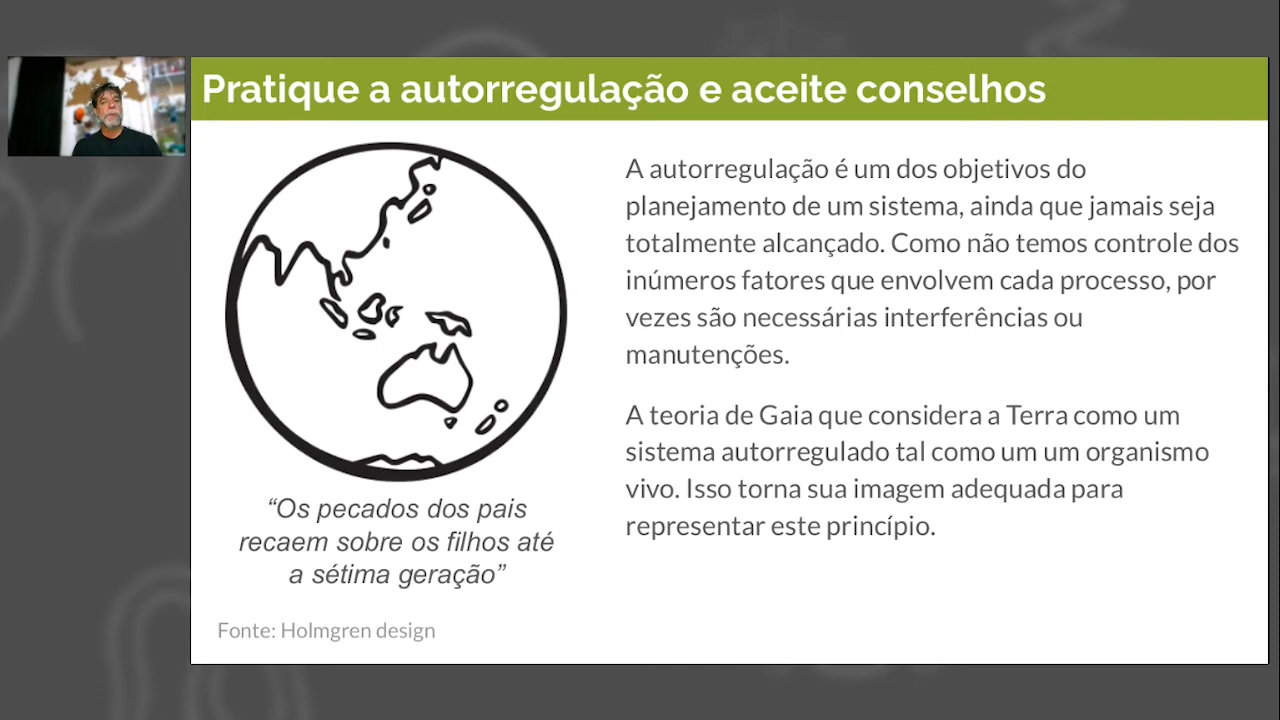 Pratique a autorregulação e aceite conselhos
A autorregulação é um dos objetivos do
planejamento de um sistema, ainda que jamais seja
totalmente alcançado. Como não temos controle dos
inúmeros fatores que envolvem cada processo, por
vezes são necessárias interferências ou
manutenções.
A teoria de Gaia que considera a Terra como um
sistema autorregulado tal como um um organismo
vivo. Isso torna sua imagem adequada para
representar este princípio.
“Os pecados dos pais
recaem sobre os filhos até
a sétima geração”
Fonte: Holmgren design